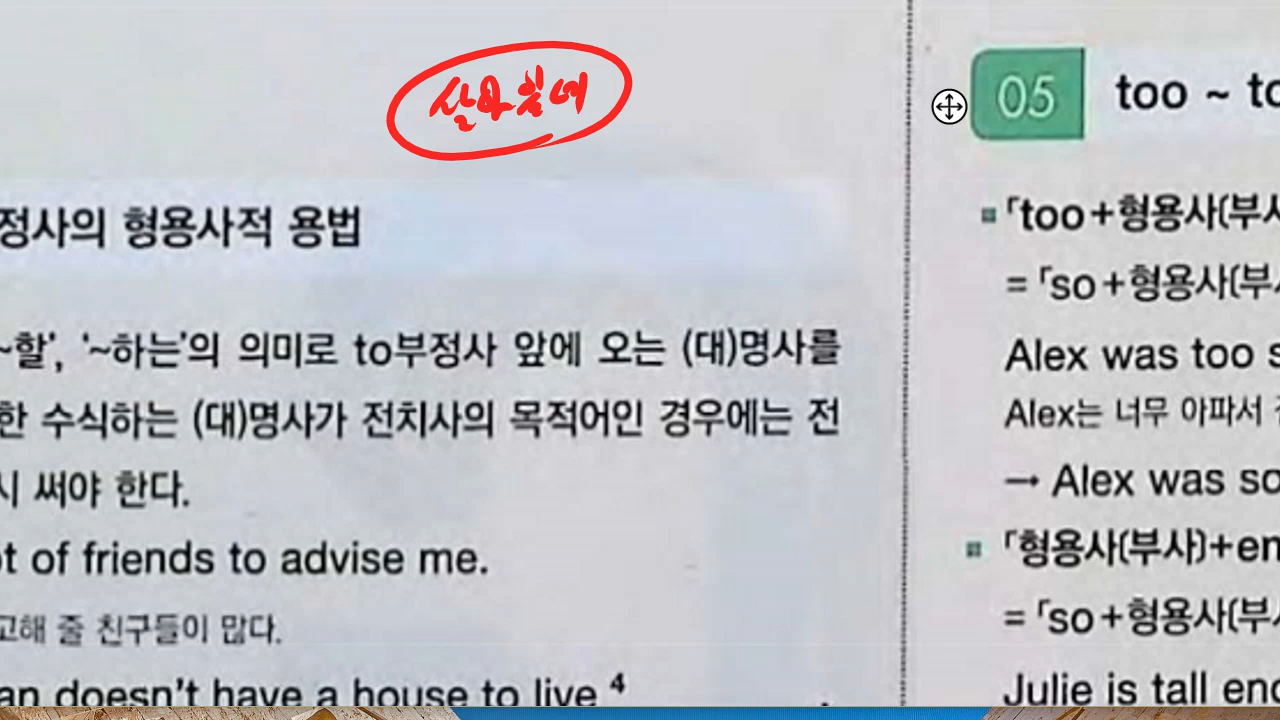 정사의 형용사적 용법
~할', '~하는'의 의미로 to부정사 앞에 오는 (대)명사를
한 수식하는 (대)명사가 전치사의 목적어인 경우에는 전
시 써야 한다.
ot of friends to advise me.
고해 줄 친구들이 많다.
an doesn't have a house to live 4
05 too ~ to
「too+형용사(부사
= 「so+형용사(부사
Alex was too s
Alex는 너무 아파서
→ Alex was so
「형용사(부사)+en
= 「so+형용사(부사
Julie is tall eno